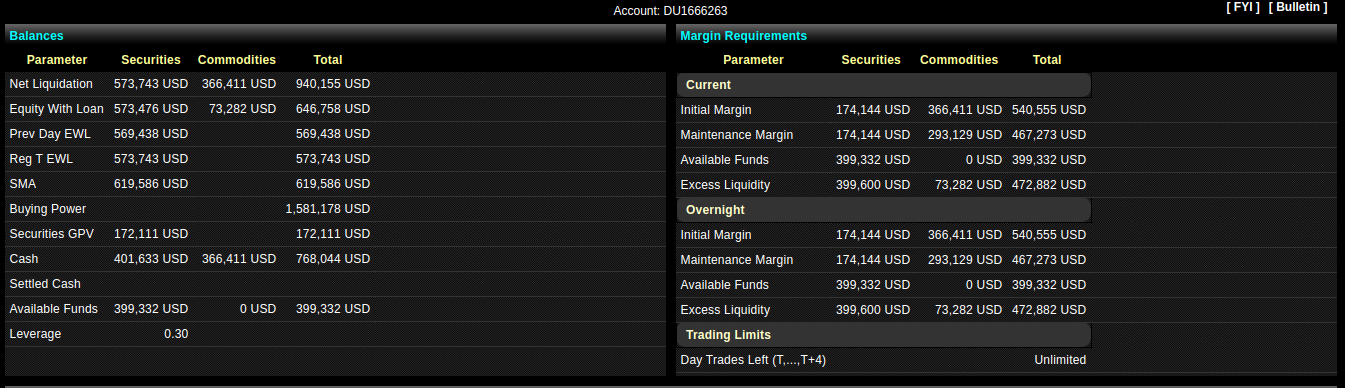 Account: DU1666263
[ FYI ] [ Bulletin ]
Balances
Parameter Securities Commodities Total
Net Liquidation 573,743 USD 366,411 USD 940,155 USD
Equity With Loan 573,476 USD 73,282 USD 646,758 USD
Prev Day EWL 569,438 USD 569,438 USD
Reg T EWL 573,743 USD 573,743 USD
SMA 619,586 USD 619,586 USD
Buying Power 1,581,178 USD
Securities GPV 172,111 USD 172,111 USD
Cash 401,633 USD 366,411 USD 768,044 USD
Settled Cash
Available Funds 399,332 USD 0 USD 399,332 USD
Leverage 0.30
Margin Requirements
Parameter Securities Commodities Total
Current
Initial Margin 174,144 USD 366,411 USD 540,555 USD
Maintenance Margin 174,144 USD 293,129 USD 467,273 USD
Available Funds 399,332 USD 0 USD 399,332 USD
Excess Liquidity 399,600 USD 73,282 USD 472,882 USD
Overnight
Initial Margin 174,144 USD 366,411 USD 540,555 USD
Maintenance Margin 174,144 USD 293,129 USD 467,273 USD
Available Funds 399,332 USD 0 USD 399,332 USD
Excess Liquidity 399,600 USD 73,282 USD 472,882 USD
Trading Limits
Day Trades Left (T,...,T+4) Unlimited